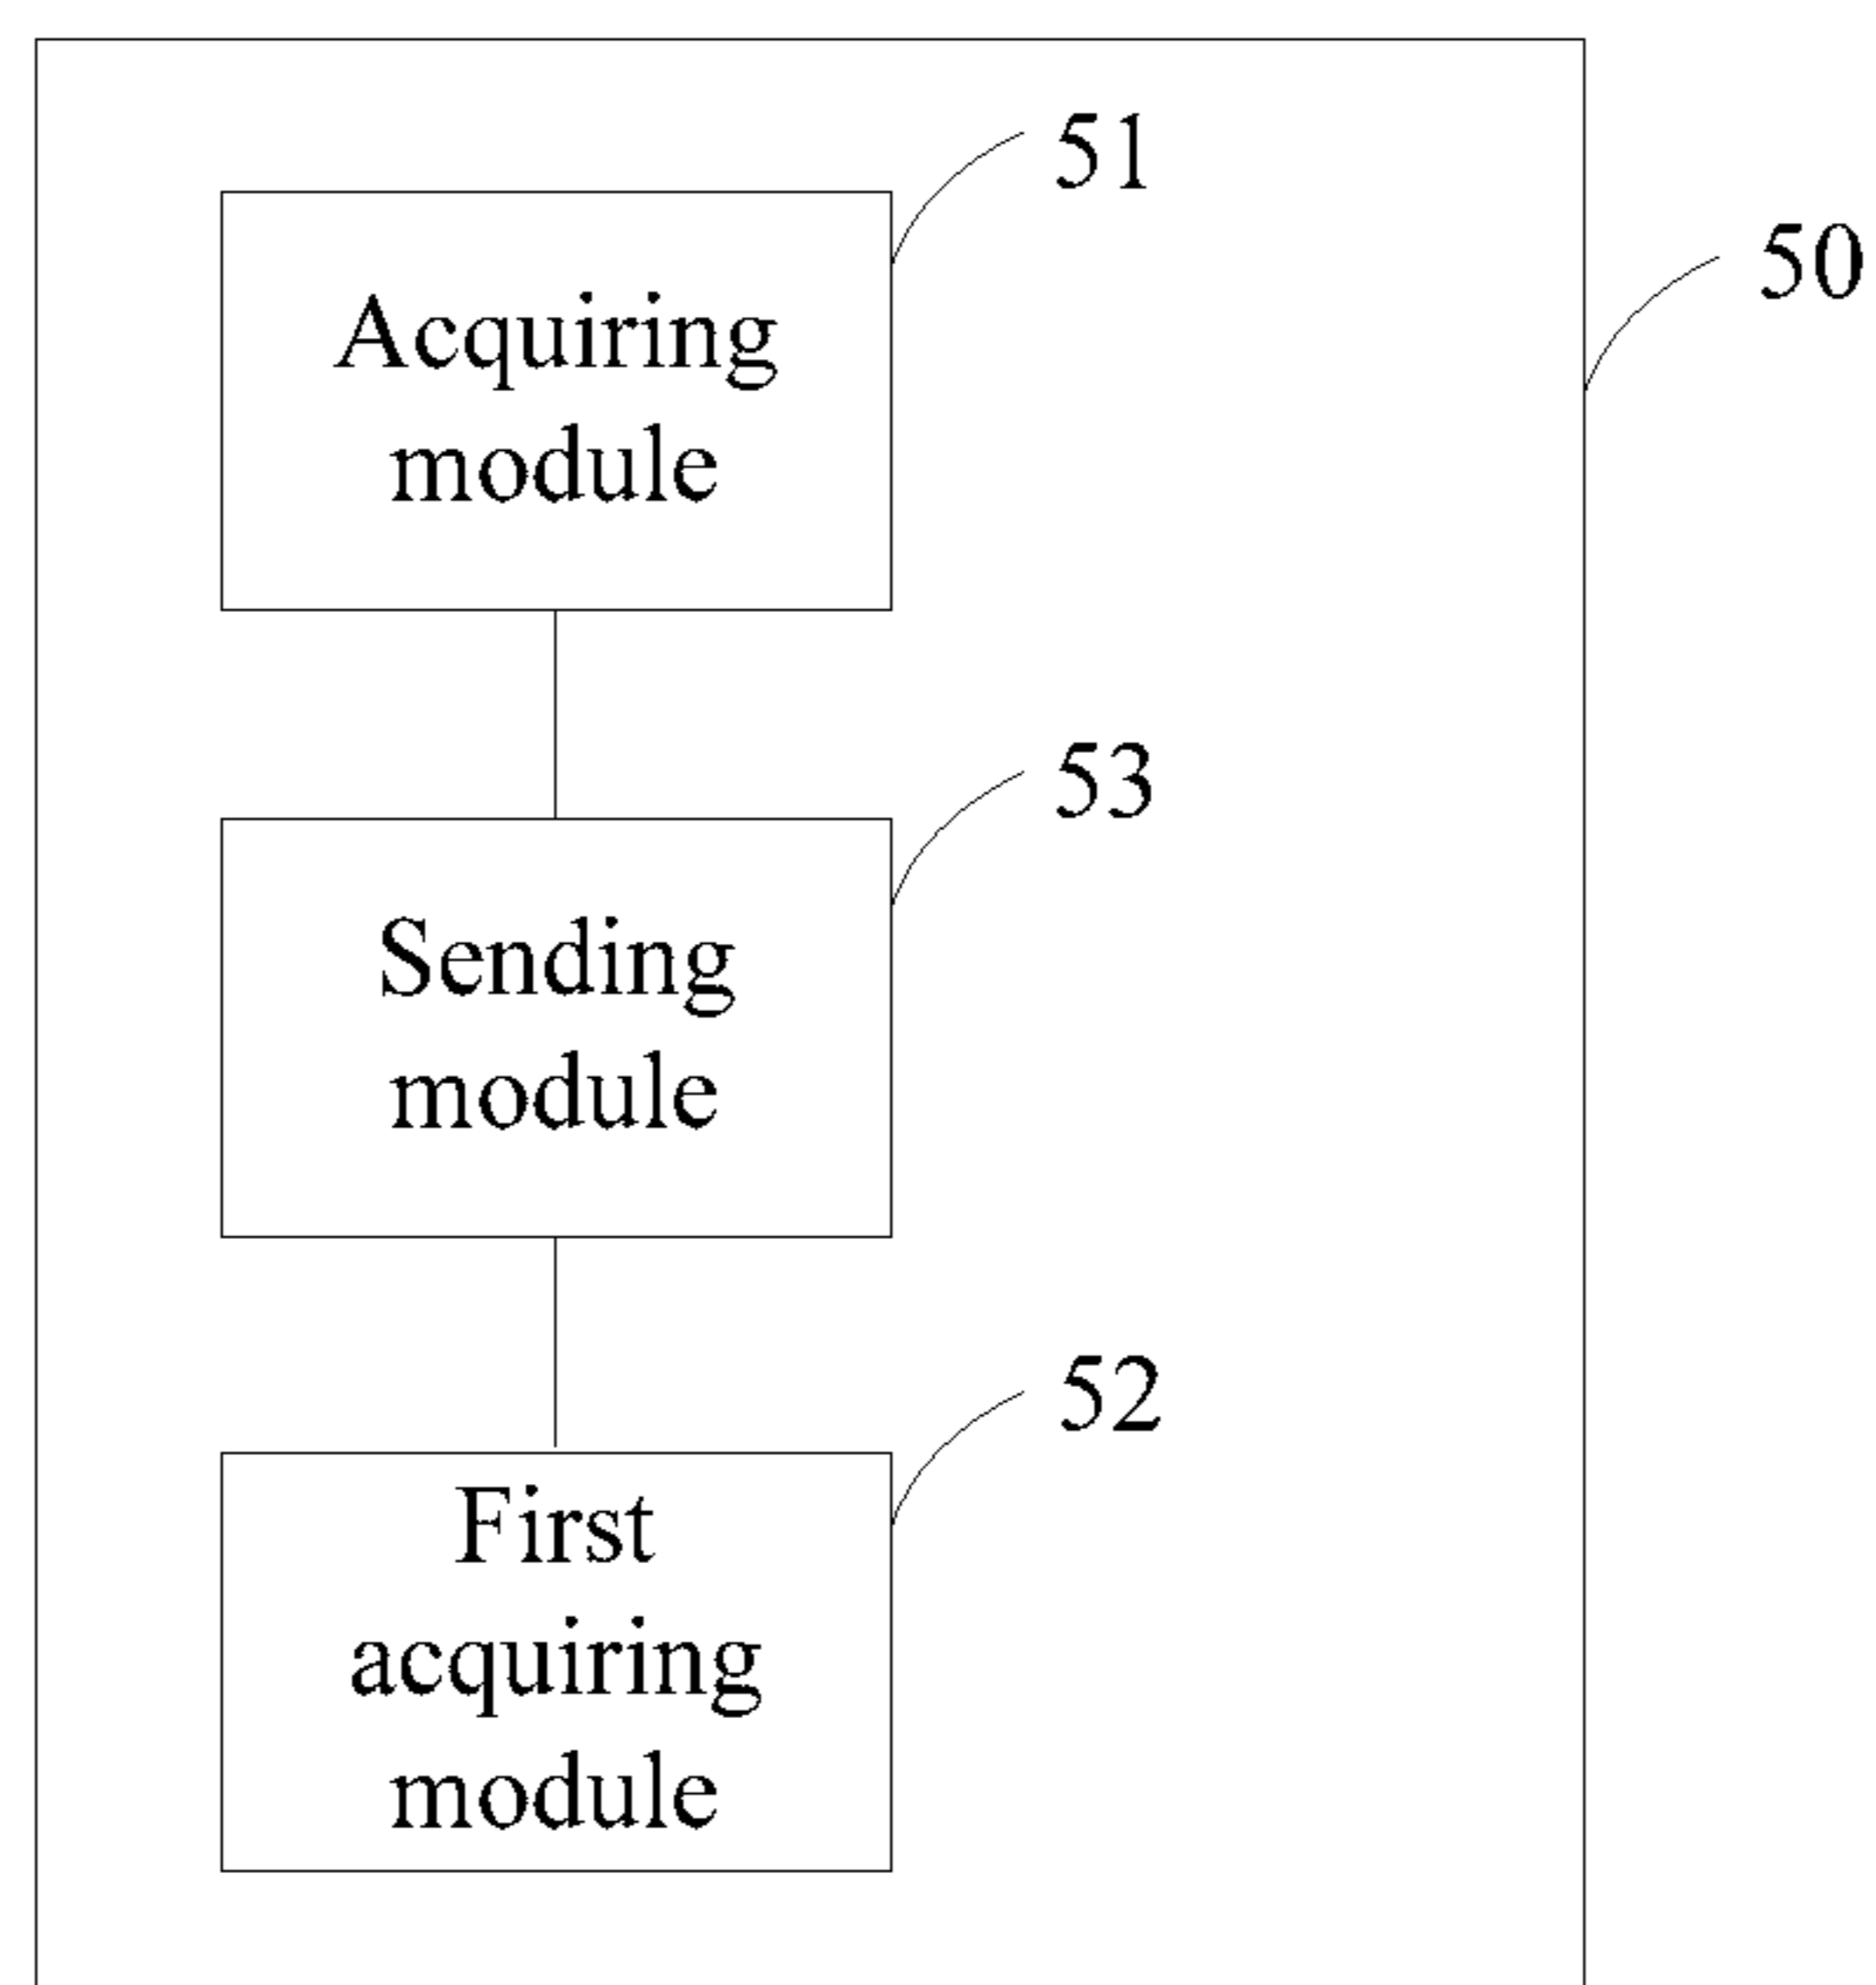 51
50
Acquiring
module
53
Sending
module
52
First
acquiring
module